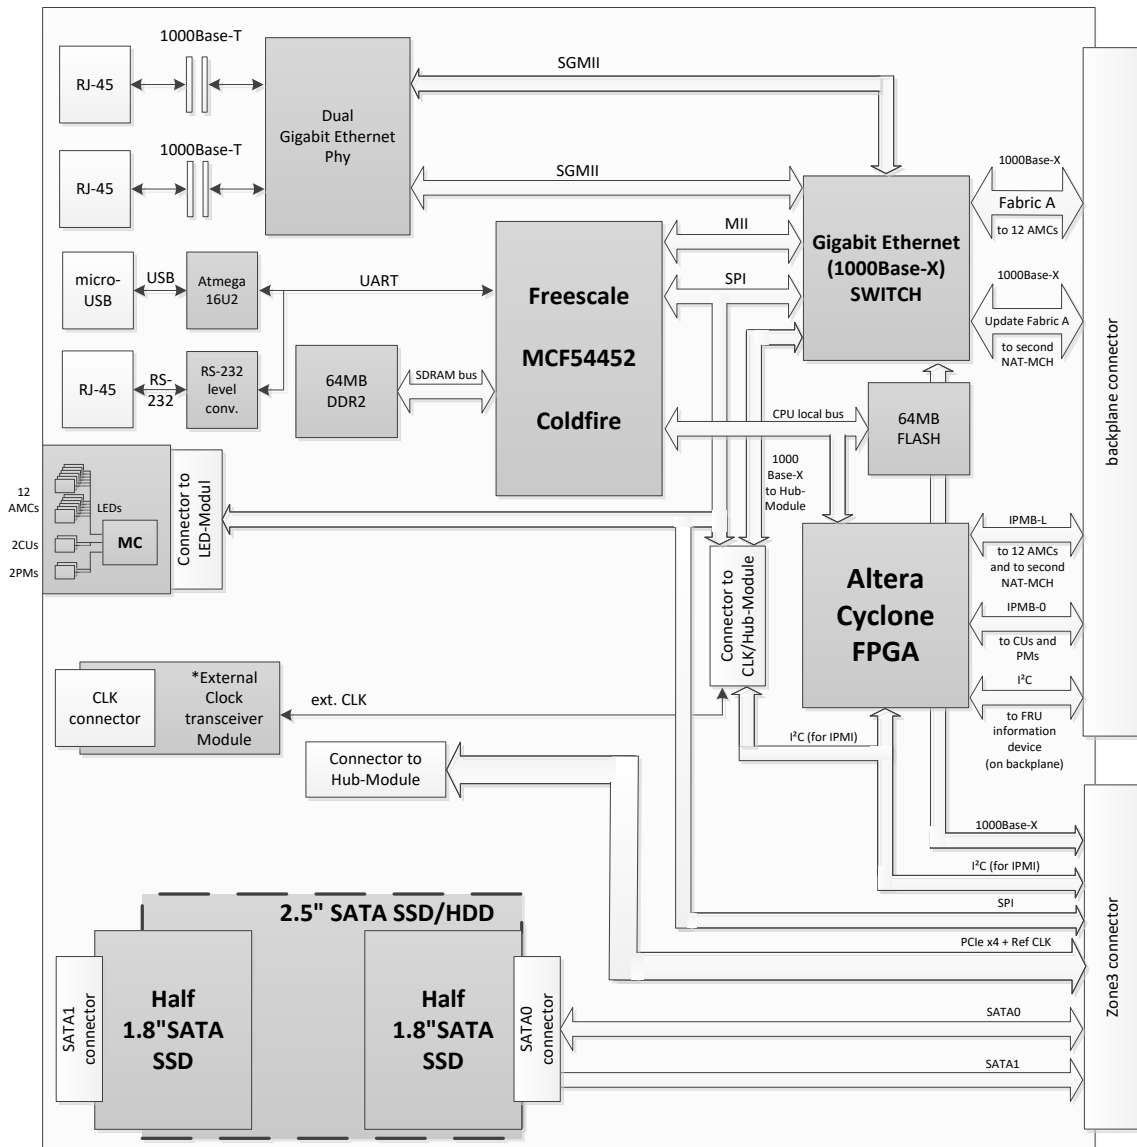 1000Base-T
RJ-45
SGMII
Dual
Gigabit Ethernet
Phy
1000Base-T
RJ-45
SGMII
1000Base-X
Fabric A
to 12 AMCs
MII
Gigabit Ethernet
(1000Base-X)
SWITCH
micro-
USB
USB
Atmega
16U2
UART
Freescale
MCF54452
Coldfire
SPI
1000Base-X
Update Fabric A
to second
NAT-MCH
RJ-45
RS-
232
RS-232
level
conv.
64MB
DDR2
SDRAM bus
CPU local bus
64MB
FLASH
backplane connector
12
AMCs
LEDs
2CUs
MC
2PMs
Connector to
LED-Modul
1000
Base-X
to Hub-
Module
Connector to
CLK/Hub-Module
Altera
Cyclone
FPGA
IPMB-L
to 12 AMCs
and to second
NAT-MCH
IPMB-0
to CUs and
PMs
I²C
to FRU
information
device
(on backplane)
CLK
connector
*External
Clock
transceiver
Module
ext. CLK
I²C (for IPMI)
Connector to
Hub-Module
1000Base-X
I²C (for IPMI)
SPI
PCIe x4 + Ref CLK
SATA0
SATA1
Zone3 connector
2.5" SATA SSD/HDD
SATA1
connector
Half
1.8"SATA
SSD
Half
1.8"SATA
SSD
SATA0
connector